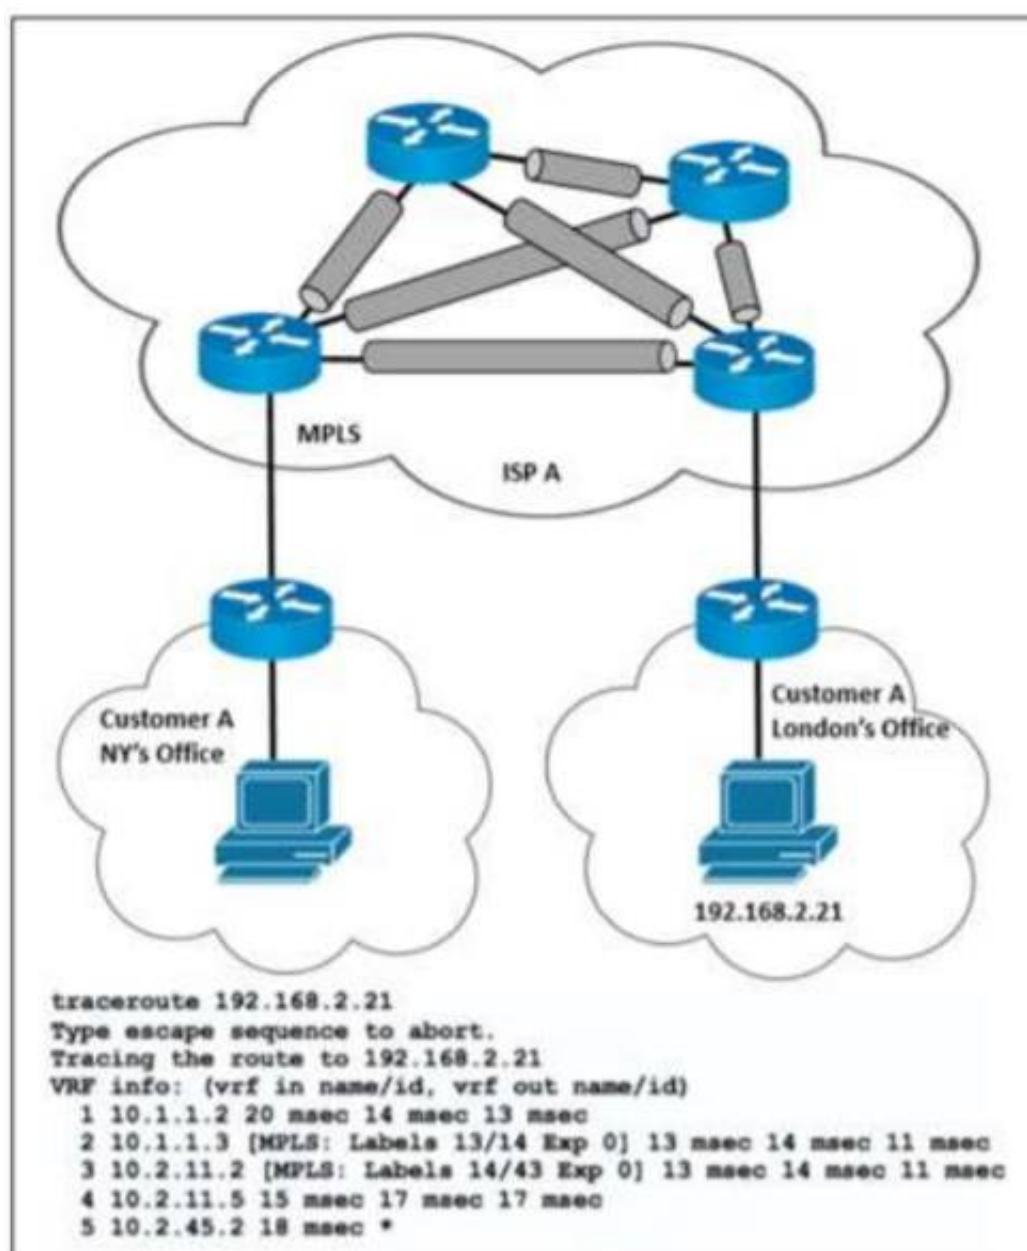 MPLS
ISP A
Customer A
NY's Office
Customer A
London's Office
192.168.2.21
traceroute 192.168.2.21
Type escape sequence to abort.
Tracing the route to 192.168.2.21
VRF info: (vrf in name/id, vrf out name/id)
1 10.1.1.2 20 msec 14 msec 13 msec
2 10.1.1.3 [MPLS: Labels 13/14 Exp 0] 13 msec 14 msec 11 msec
3 10.2.11.2 [MPLS: Labels 14/43 Exp 0] 13 msec 14 msec 11 msec
4 10.2.11.5 15 msec 17 msec 17 msec
5 10.2.45.2 18 msec *